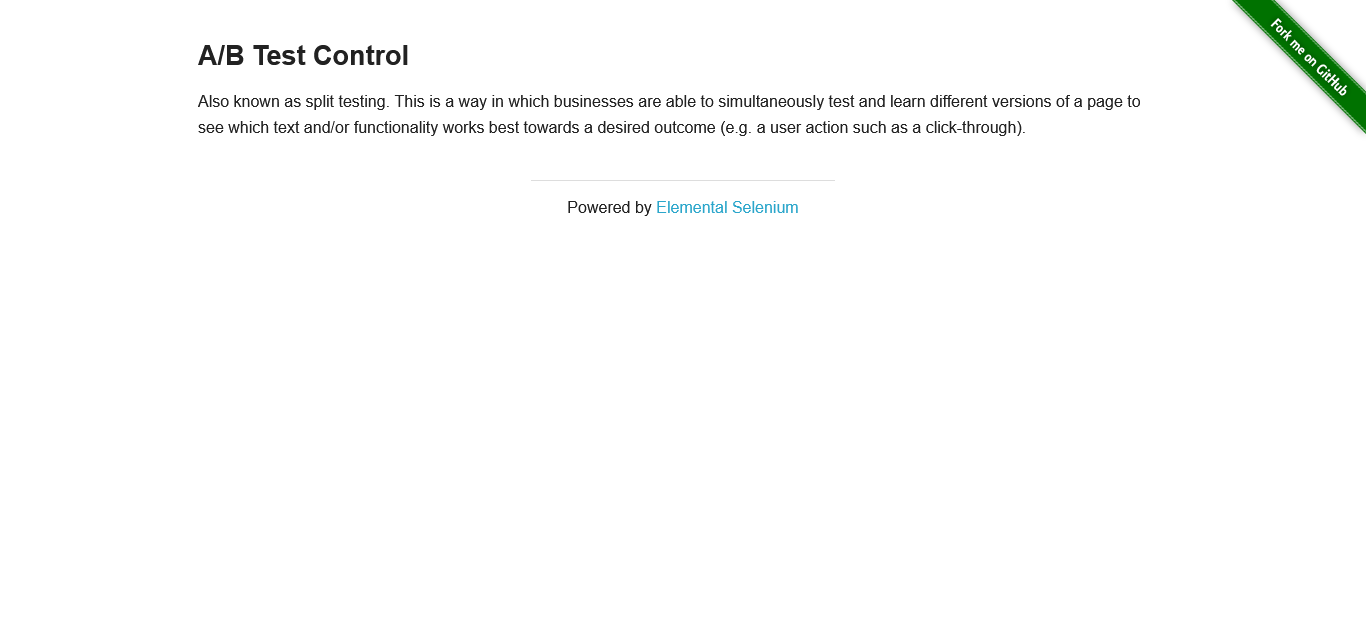 Fork me on GitHub
A/B Test Control
Also known as split testing. This is a way in which businesses are able to simultaneously test and learn different versions of a page to
see which text and/or functionality works best towards a desired outcome (e.g. a user action such as a click-through).
Powered by Elemental Selenium